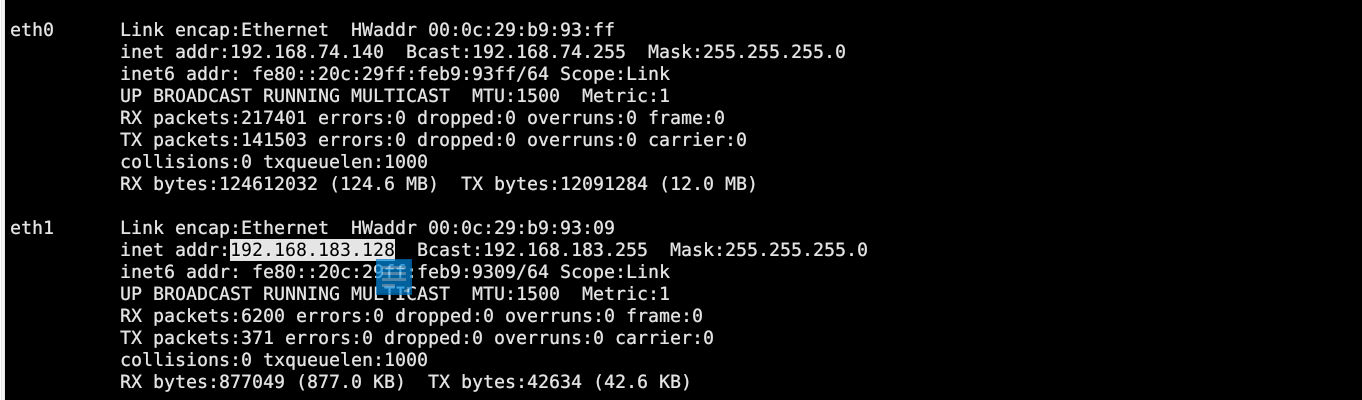 eth0      Link encap:Ethernet  HWaddr 00:0c:29:b9:93:ff
          inet addr:192.168.74.140  Bcast:192.168.74.255  Mask:255.255.255.0
          inet6 addr: fe80::20c:29ff:feb9:93ff/64 Scope:Link
          UP BROADCAST RUNNING MULTICAST  MTU:1500  Metric:1
          RX packets:217401 errors:0 dropped:0 overruns:0 frame:0
          TX packets:141503 errors:0 dropped:0 overruns:0 carrier:0
          collisions:0 txqueuelen:1000
          RX bytes:124612032 (124.6 MB)  TX bytes:12091284 (12.0 MB)

eth1      Link encap:Ethernet  HWaddr 00:0c:29:b9:93:09
          inet addr:192.168.183.128  Bcast:192.168.183.255  Mask:255.255.255.0
          inet6 addr: fe80::20c:29ff:feb9:9309/64 Scope:Link
          UP BROADCAST RUNNING MULTICAST  MTU:1500  Metric:1
          RX packets:6200 errors:0 dropped:0 overruns:0 frame:0
          TX packets:371 errors:0 dropped:0 overruns:0 carrier:0
          collisions:0 txqueuelen:1000
          RX bytes:877049 (877.0 KB)  TX bytes:42634 (42.6 KB)